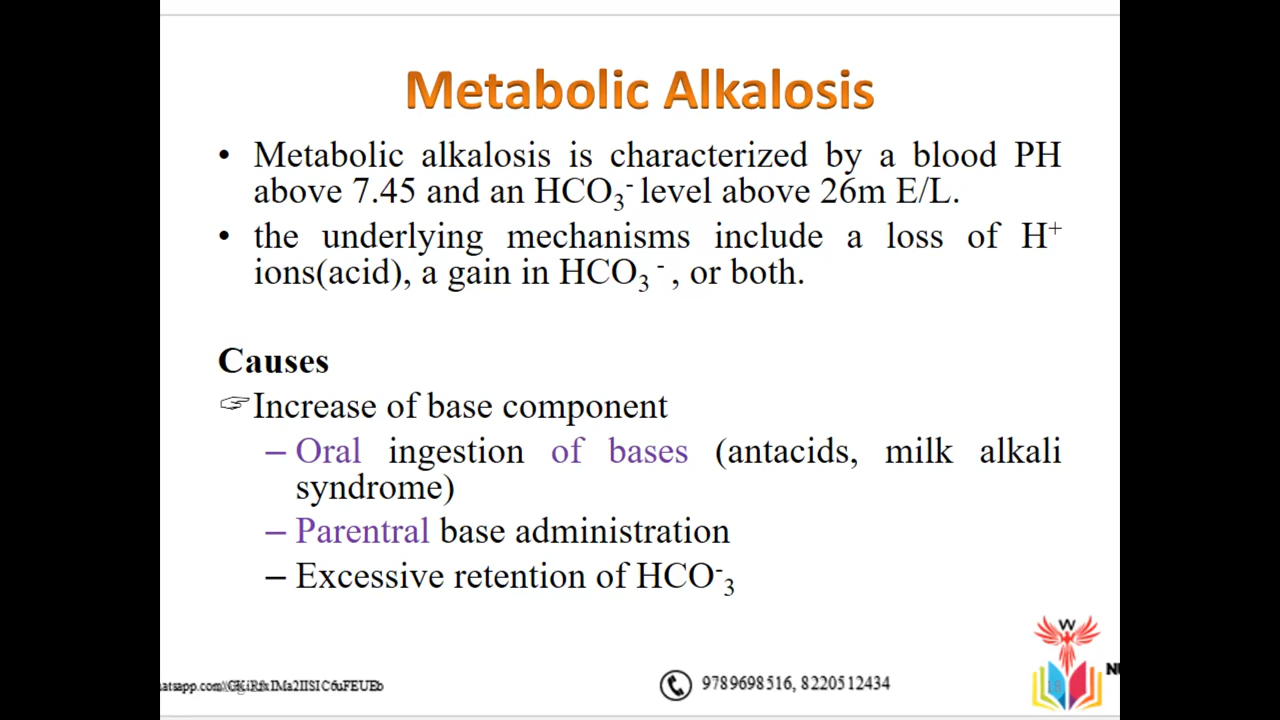 Metabolic Alkalosis
• Metabolic alkalosis is characterized by a blood PH
above 7.45 and an HCO₃⁻ level above 26m E/L.
• the underlying mechanisms include a loss of H⁺
ions(acid), a gain in HCO₃ ⁻ , or both.
Causes
☞Increase of base component
– Oral ingestion of bases (antacids, milk alkali
syndrome)
– Parentral base administration
– Excessive retention of HCO⁻₃
W
9789698516, 8220512434
18